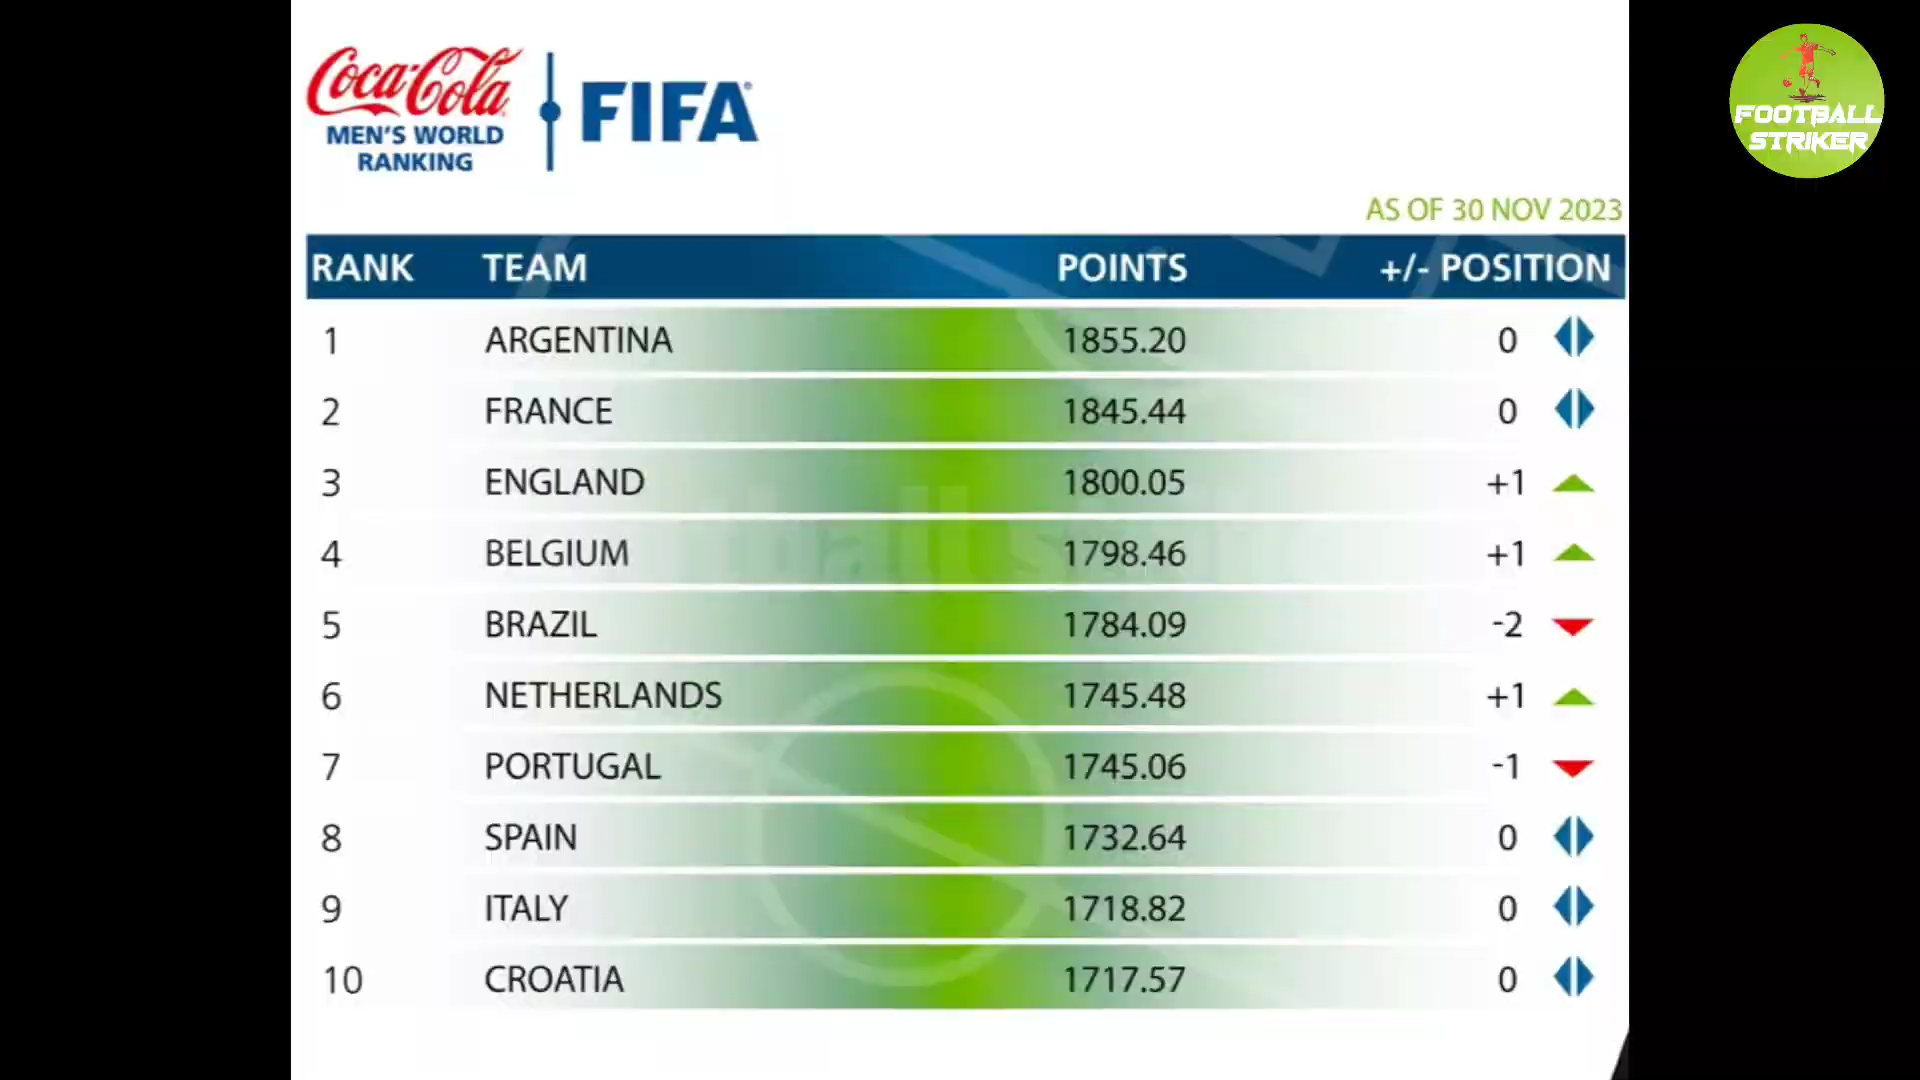 Coca-Cola
MEN'S WORLD
RANKING
FIFA
FOOTBALL
STRIKER
AS OF 30 NOV 2023
RANK TEAM POINTS +/- POSITION
1 ARGENTINA 1855.20 0
2 FRANCE 1845.44 0
3 ENGLAND 1800.05 +1
4 BELGIUM 1798.46 +1
5 BRAZIL 1784.09 -2
6 NETHERLANDS 1745.48 +1
7 PORTUGAL 1745.06 -1
8 SPAIN 1732.64 0
9 ITALY 1718.82 0
10 CROATIA 1717.57 0